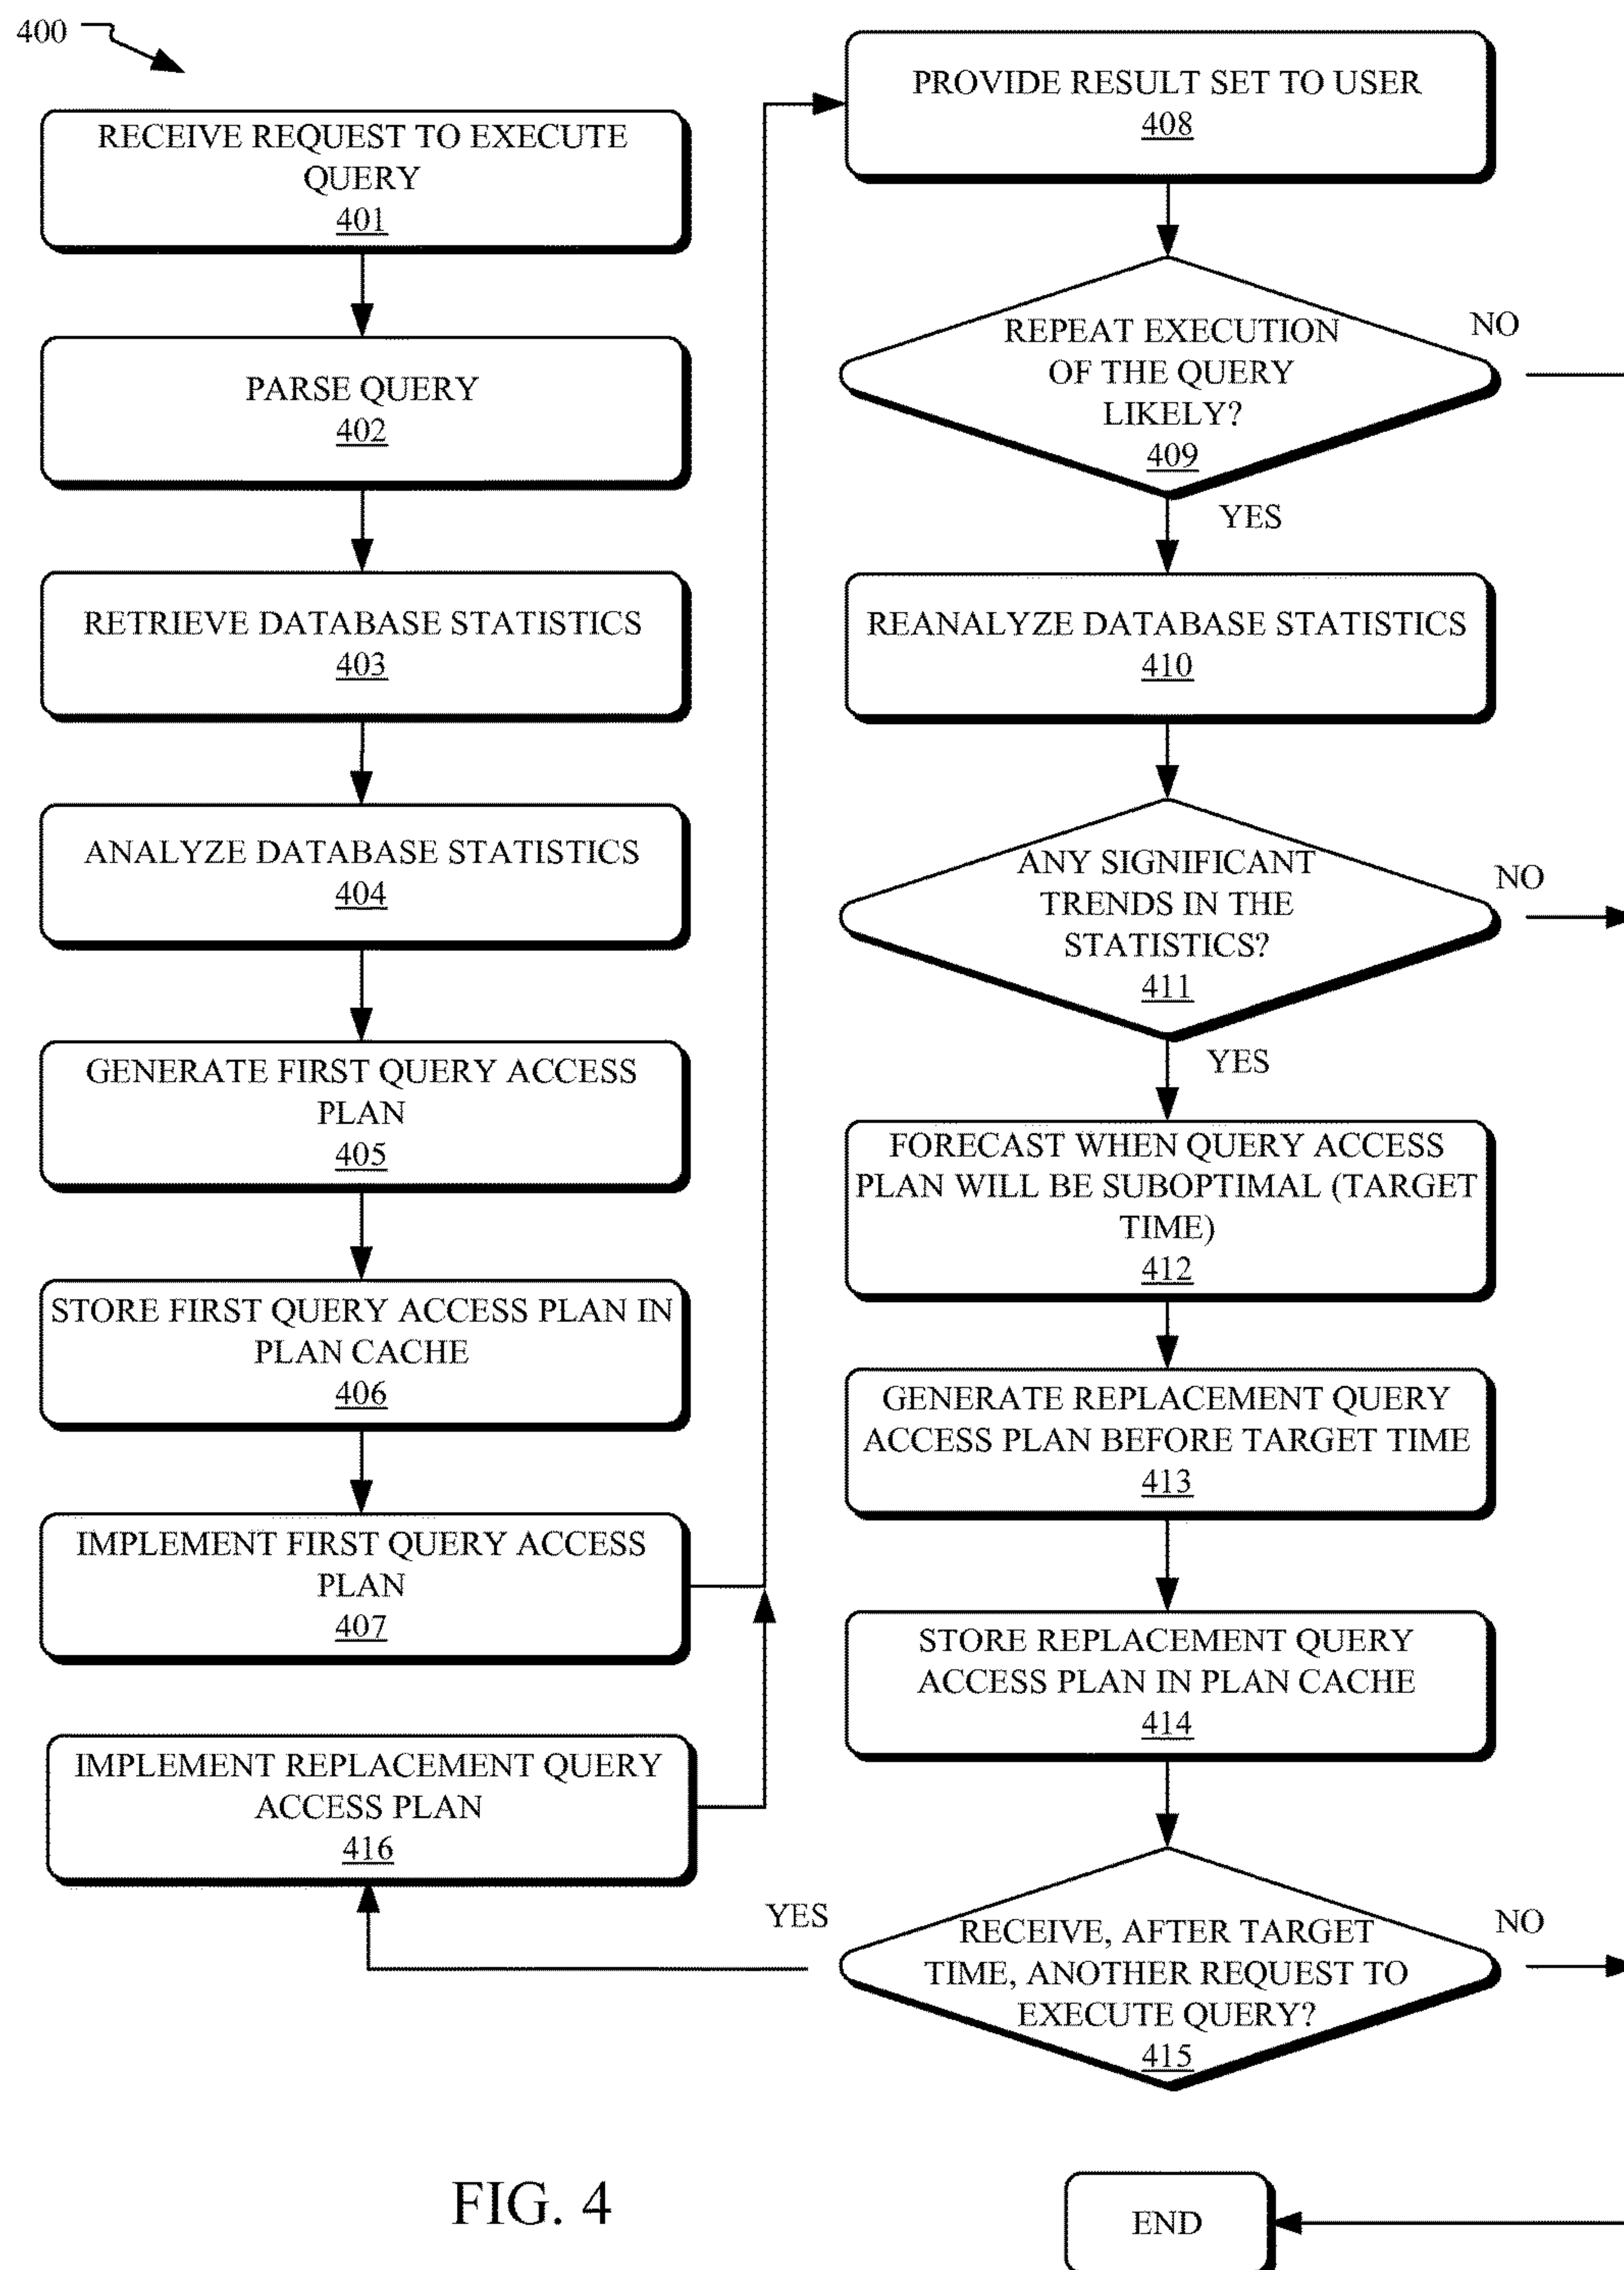 400
RECEIVE REQUEST TO EXECUTE
QUERY
401
PARSE QUERY
402
RETRIEVE DATABASE STATISTICS
403
ANALYZE DATABASE STATISTICS
404
GENERATE FIRST QUERY ACCESS
PLAN
405
STORE FIRST QUERY ACCESS PLAN IN
PLAN CACHE
406
IMPLEMENT FIRST QUERY ACCESS
PLAN
407
IMPLEMENT REPLACEMENT QUERY
ACCESS PLAN
416
PROVIDE RESULT SET TO USER
408
REPEAT EXECUTION
OF THE QUERY
LIKELY?
409
NO
YES
REANALYZE DATABASE STATISTICS
410
ANY SIGNIFICANT
TRENDS IN THE
STATISTICS?
411
NO
YES
FORECAST WHEN QUERY ACCESS
PLAN WILL BE SUBOPTIMAL (TARGET
TIME)
412
GENERATE REPLACEMENT QUERY
ACCESS PLAN BEFORE TARGET TIME
413
STORE REPLACEMENT QUERY
ACCESS PLAN IN PLAN CACHE
414
YES
RECEIVE, AFTER TARGET
TIME, ANOTHER REQUEST TO
EXECUTE QUERY?
415
NO
FIG. 4
END